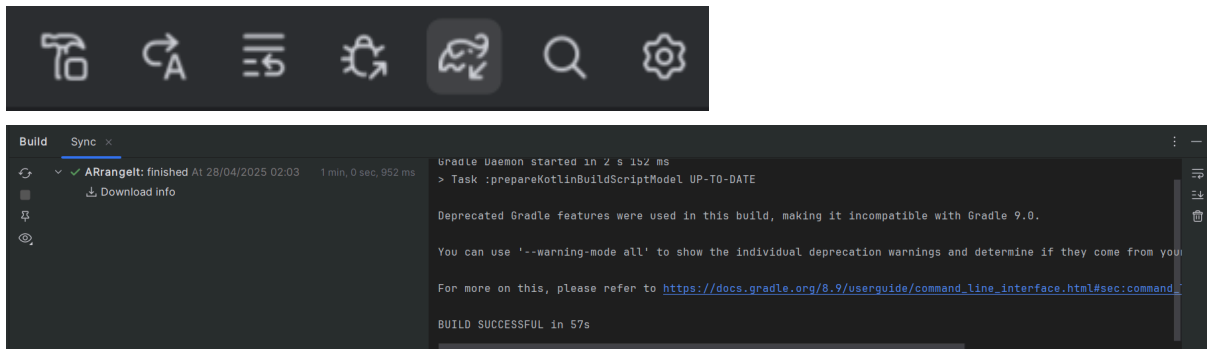 A
Build Sync
ARrangeIt: finished At 28/04/2025 02:03 1 min, 0 sec, 952 ms
Download info
Gradle Daemon started in 2 s 152 ms
> Task :prepareKotlinBuildScriptModel UP-TO-DATE
Deprecated Gradle features were used in this build, making it incompatible with Gradle 9.0.
You can use '--warning-mode all' to show the individual deprecation warnings and determine if they come from your
For more on this, please refer to https://docs.gradle.org/8.9/userguide/command_line_interface.html#sec:command_
BUILD SUCCESSFUL in 57s